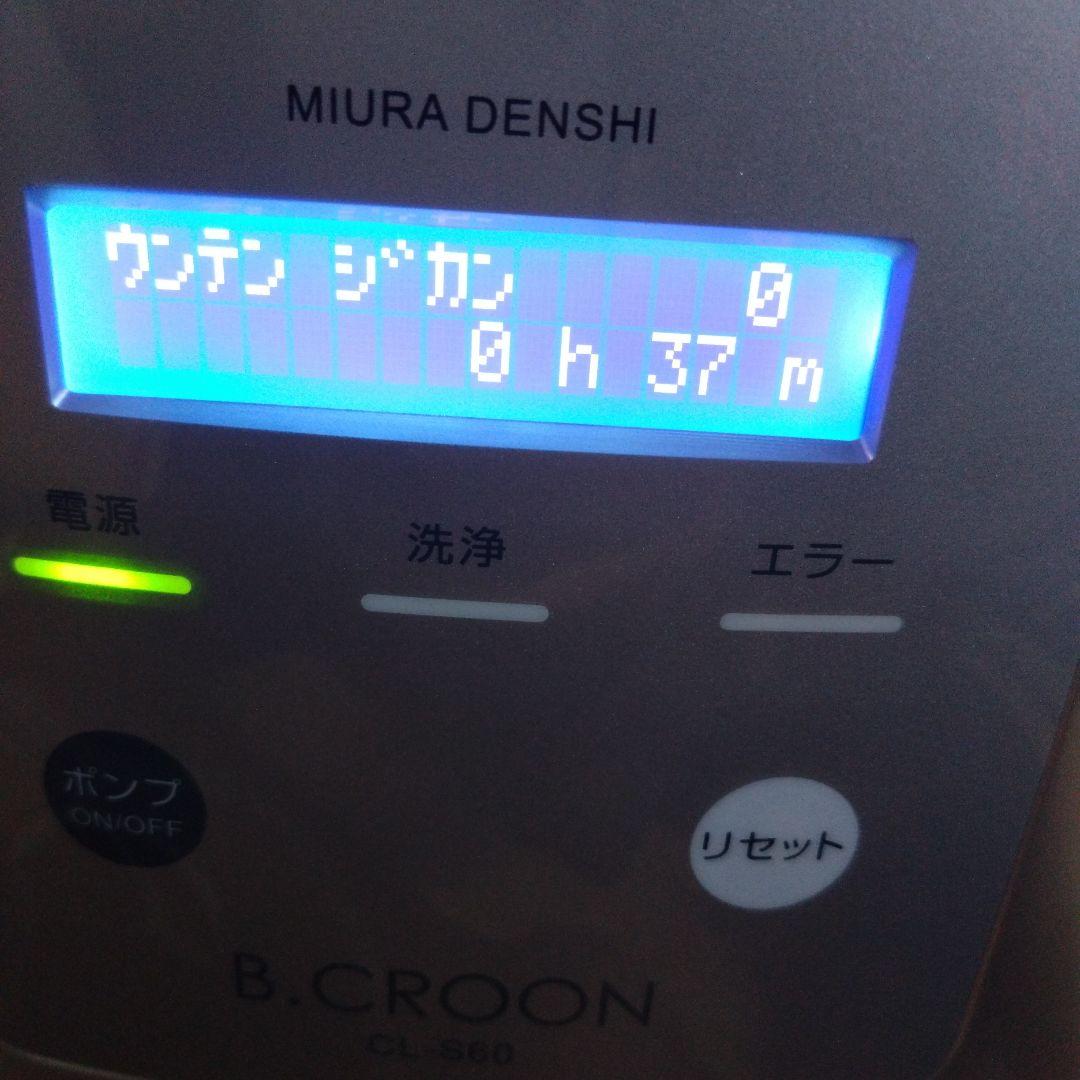 MIURA DENSHI
ウンテン ジカン 0
0 h 37 m
電源 洗浄 エラー
ポンプ
ON/OFF
リセット
B.CROON
CL-S60